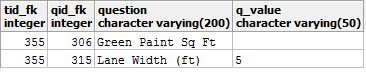 tid_fk qid_fk question q_value
integer integer character varying(200) character varying(50)
355 306 Green Paint Sq Ft
355 315 Lane Width (ft) 5